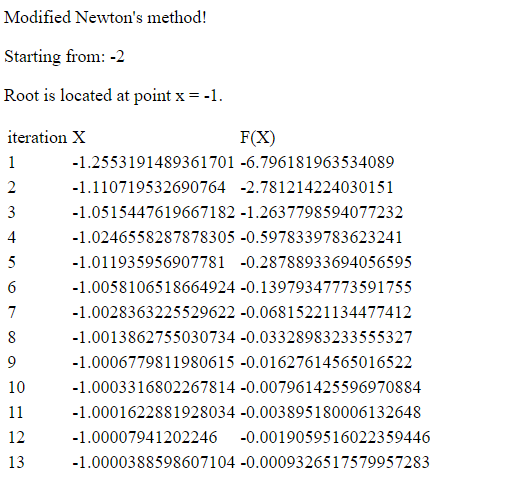 Modified Newton's method!
Starting from: -2
Root is located at point x = -1.
iteration X F(X)
1 -1.2553191489361701 -6.796181963534089
2 -1.110719532690764 -2.781214224030151
3 -1.0515447619667182 -1.2637798594077232
4 -1.0246558287878305 -0.5978339783623241
5 -1.011935956907781 -0.28788933694056595
6 -1.0058106518664924 -0.13979347773591755
7 -1.0028363225529622 -0.06815221134477412
8 -1.0013862755030734 -0.03328983233555327
9 -1.0006779811980615 -0.01627614565016522
10 -1.0003316802267814 -0.007961425596970884
11 -1.0001622881928034 -0.003895180006132648
12 -1.00007941202246 -0.0019059516022359446
13 -1.0000388598607104 -0.0009326517579957283